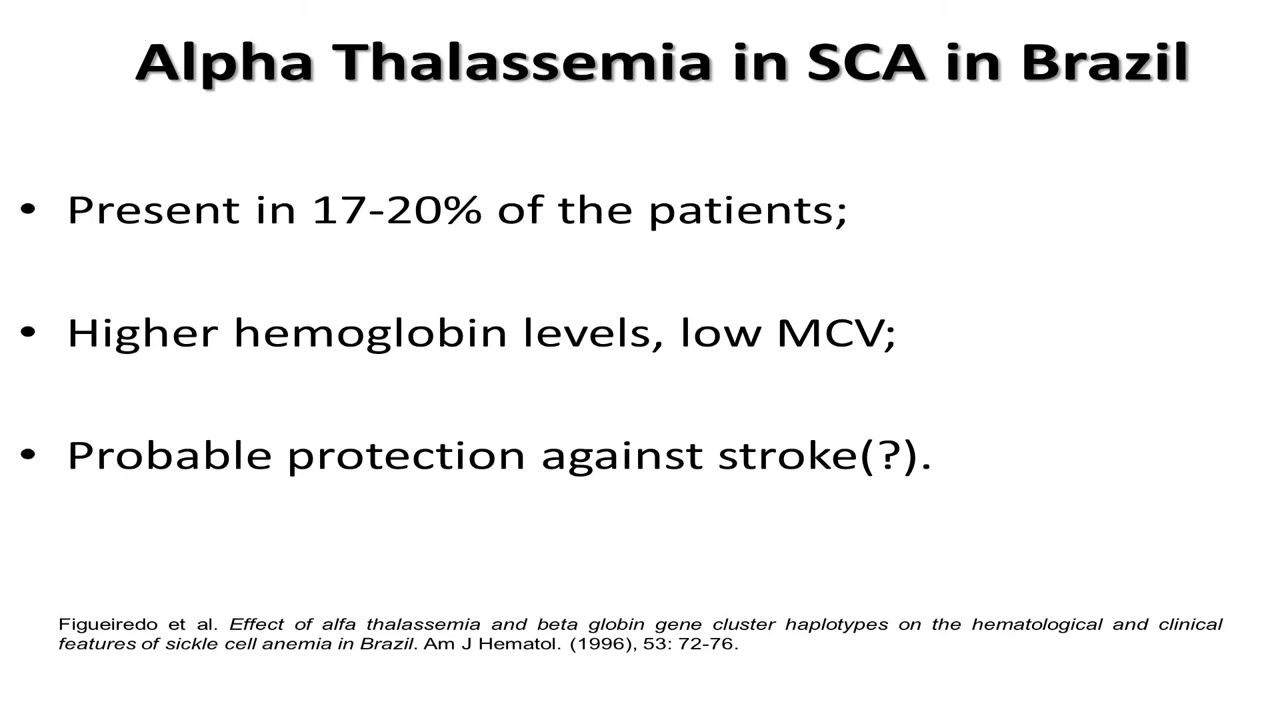 Alpha Thalassemia in SCA in Brazil
• Present in 17-20% of the patients;
• Higher hemoglobin levels, low MCV;
• Probable protection against stroke(?).
Figueiredo et al. Effect of alfa thalassemia and beta globin gene cluster haplotypes on the hematological and clinical
features of sickle cell anemia in Brazil. Am J Hematol. (1996), 53: 72-76.